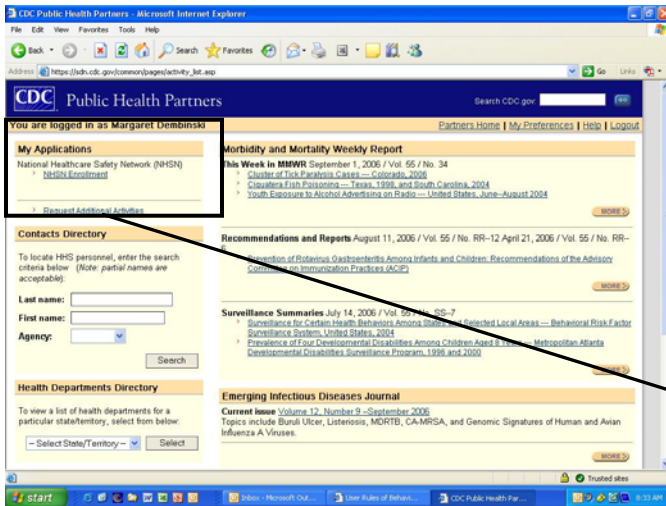 CDC Public Health Partners - Microsoft Internet Explorer
File Edit View Favorites Tools Help
Back Search Favorites
Address https://sdn.cdc.gov/common/pages/activity_list.asp Go Links
CDC Public Health Partners Search CDC.gov:
You are logged in as Margaret Dembinski Partners Home | My Preferences | Help | Logout
My Applications
National Healthcare Safety Network (NHSN)
NHSN Enrollment
Request Additional Activities
Contacts Directory
To locate HHS personnel, enter the search
criteria below (Note: partial names are
acceptable):
Last name:
First name:
Agency:
Search
Health Departments Directory
To view a list of health departments for a
particular state/territory, select from below:
-- Select State/Territory -- Select
Morbidity and Mortality Weekly Report
This Week in MMWR September 1, 2006 / Vol. 55 / No. 34
Cluster of Tick Paralysis Cases --- Colorado, 2006
Ciguatera Fish Poisoning --- Texas, 1998, and South Carolina, 2004
Youth Exposure to Alcohol Advertising on Radio --- United States, June--August 2004
MORE
Recommendations and Reports August 11, 2006 / Vol. 55 / No. RR--12 April 21, 2006 / Vol. 55 / No. RR--
Prevention of Rotavirus Gastroenteritis Among Infants and Children: Recommendations of the Advisory
Committee on Immunization Practices (ACIP)
MORE
Surveillance Summaries July 14, 2006 / Vol. 55 / No. SS--7
Surveillance for Certain Health Behaviors Among States and Selected Local Areas --- Behavioral Risk Factor
Surveillance System, United States, 2004
Prevalence of Four Developmental Disabilities Among Children Aged 8 Years --- Metropolitan Atlanta
Developmental Disabilities Surveillance Program, 1996 and 2000
MORE
Emerging Infectious Diseases Journal
Current issue Volume 12, Number 9 --September 2006
Topics include Buruli Ulcer, Listeriosis, MDRTB, CA-MRSA, and Genomic Signatures of Human and Avian
Influenza A Viruses.
MORE
Trusted sites
start Inbox - Microsoft Out... User Rules of Behavi... CDC Public Health Par... 8:33 AM